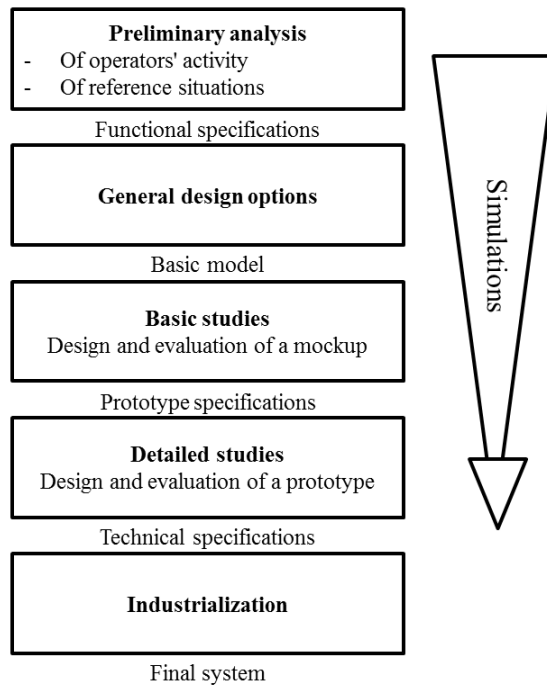 Preliminary analysis
- Of operators' activity
- Of reference situations
Functional specifications
General design options
Basic model
Basic studies
Design and evaluation of a mockup
Prototype specifications
Detailed studies
Design and evaluation of a prototype
Technical specifications
Industrialization
Final system
Simulations